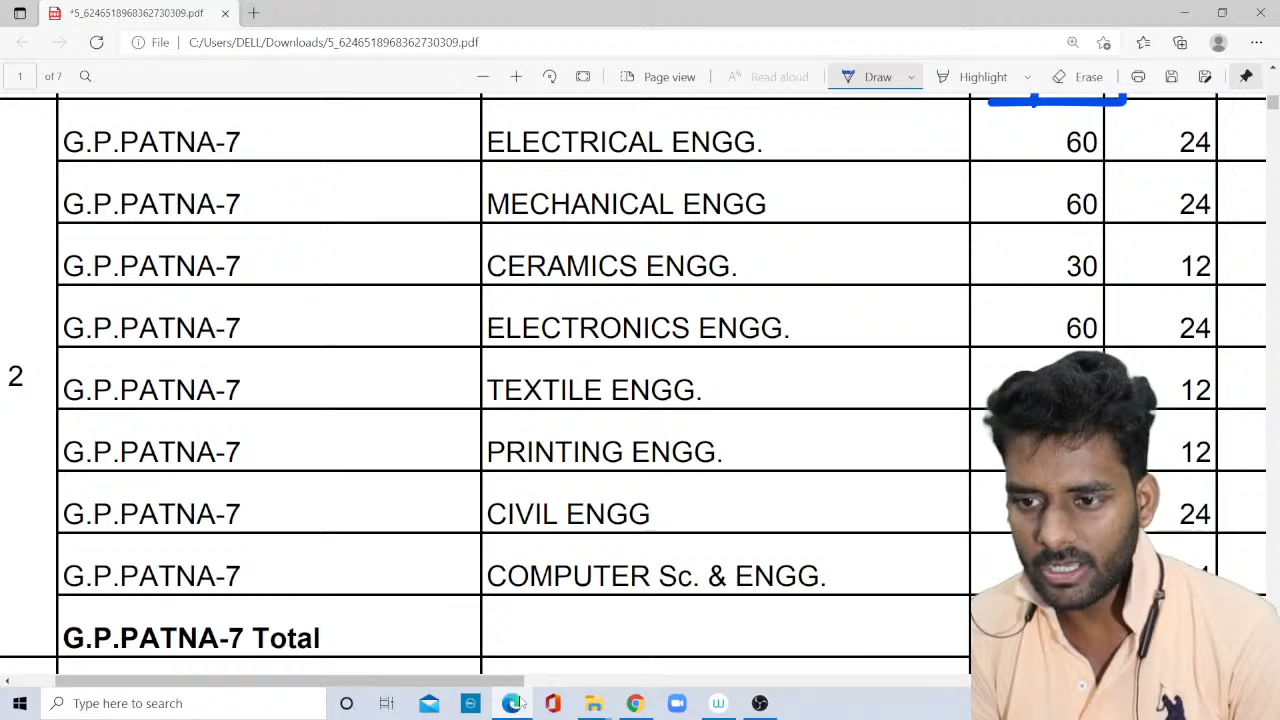 *5_6246518968362730309.pdf
File C:/Users/DELL/Downloads/5_6246518968362730309.pdf
1 of 7 Page view Read aloud Draw Highlight Erase
G.P.PATNA-7 ELECTRICAL ENGG. 60 24
G.P.PATNA-7 MECHANICAL ENGG 60 24
G.P.PATNA-7 CERAMICS ENGG. 30 12
G.P.PATNA-7 ELECTRONICS ENGG. 60 24
2
G.P.PATNA-7 TEXTILE ENGG. 12
G.P.PATNA-7 PRINTING ENGG. 12
G.P.PATNA-7 CIVIL ENGG 24
G.P.PATNA-7 COMPUTER Sc. & ENGG.
G.P.PATNA-7 Total
Type here to search